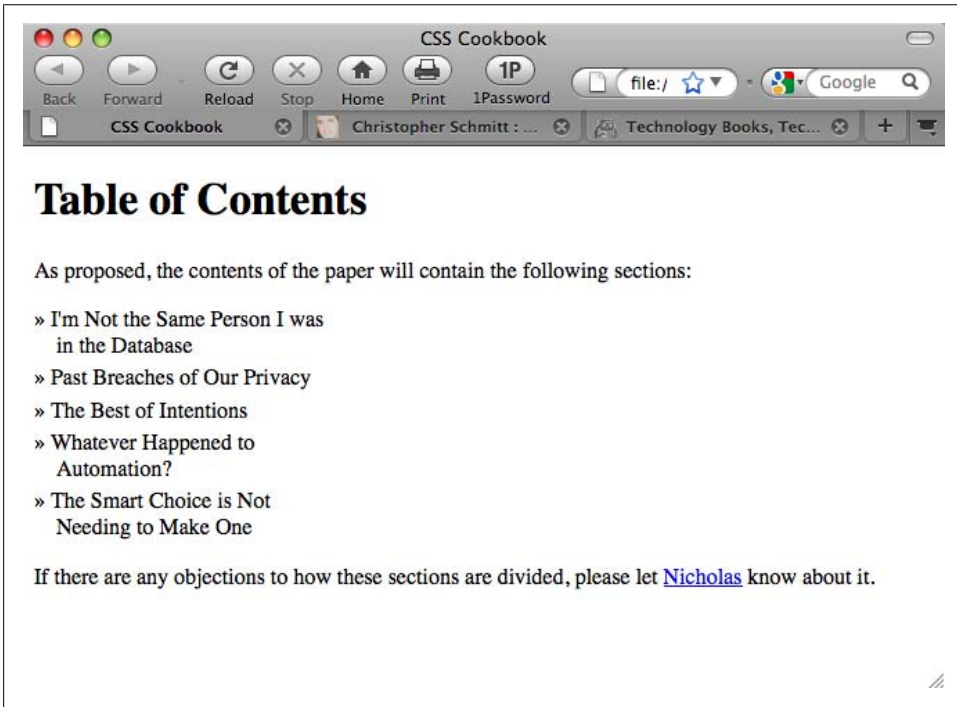 CSS Cookbook
1P
file:/
Google
Back Forward Reload Stop Home Print 1Password
CSS Cookbook
Christopher Schmitt : ...
Technology Books, Tec...
Table of Contents
As proposed, the contents of the paper will contain the following sections:
» I'm Not the Same Person I was
in the Database
» Past Breaches of Our Privacy
» The Best of Intentions
» Whatever Happened to
Automation?
» The Smart Choice is Not
Needing to Make One
If there are any objections to how these sections are divided, please let Nicholas know about it.